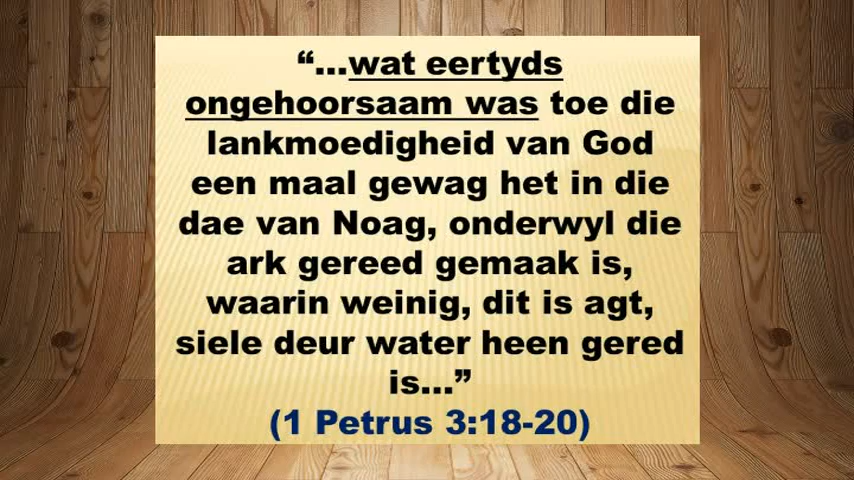 “...wat eertyds
ongehoorsaam was toe die
lankmoedigheid van God
een maal gewag het in die
dae van Noag, onderwyl die
ark gereed gemaak is,
waarin weinig, dit is agt,
siele deur water heen gered
is...”
(1 Petrus 3:18-20)